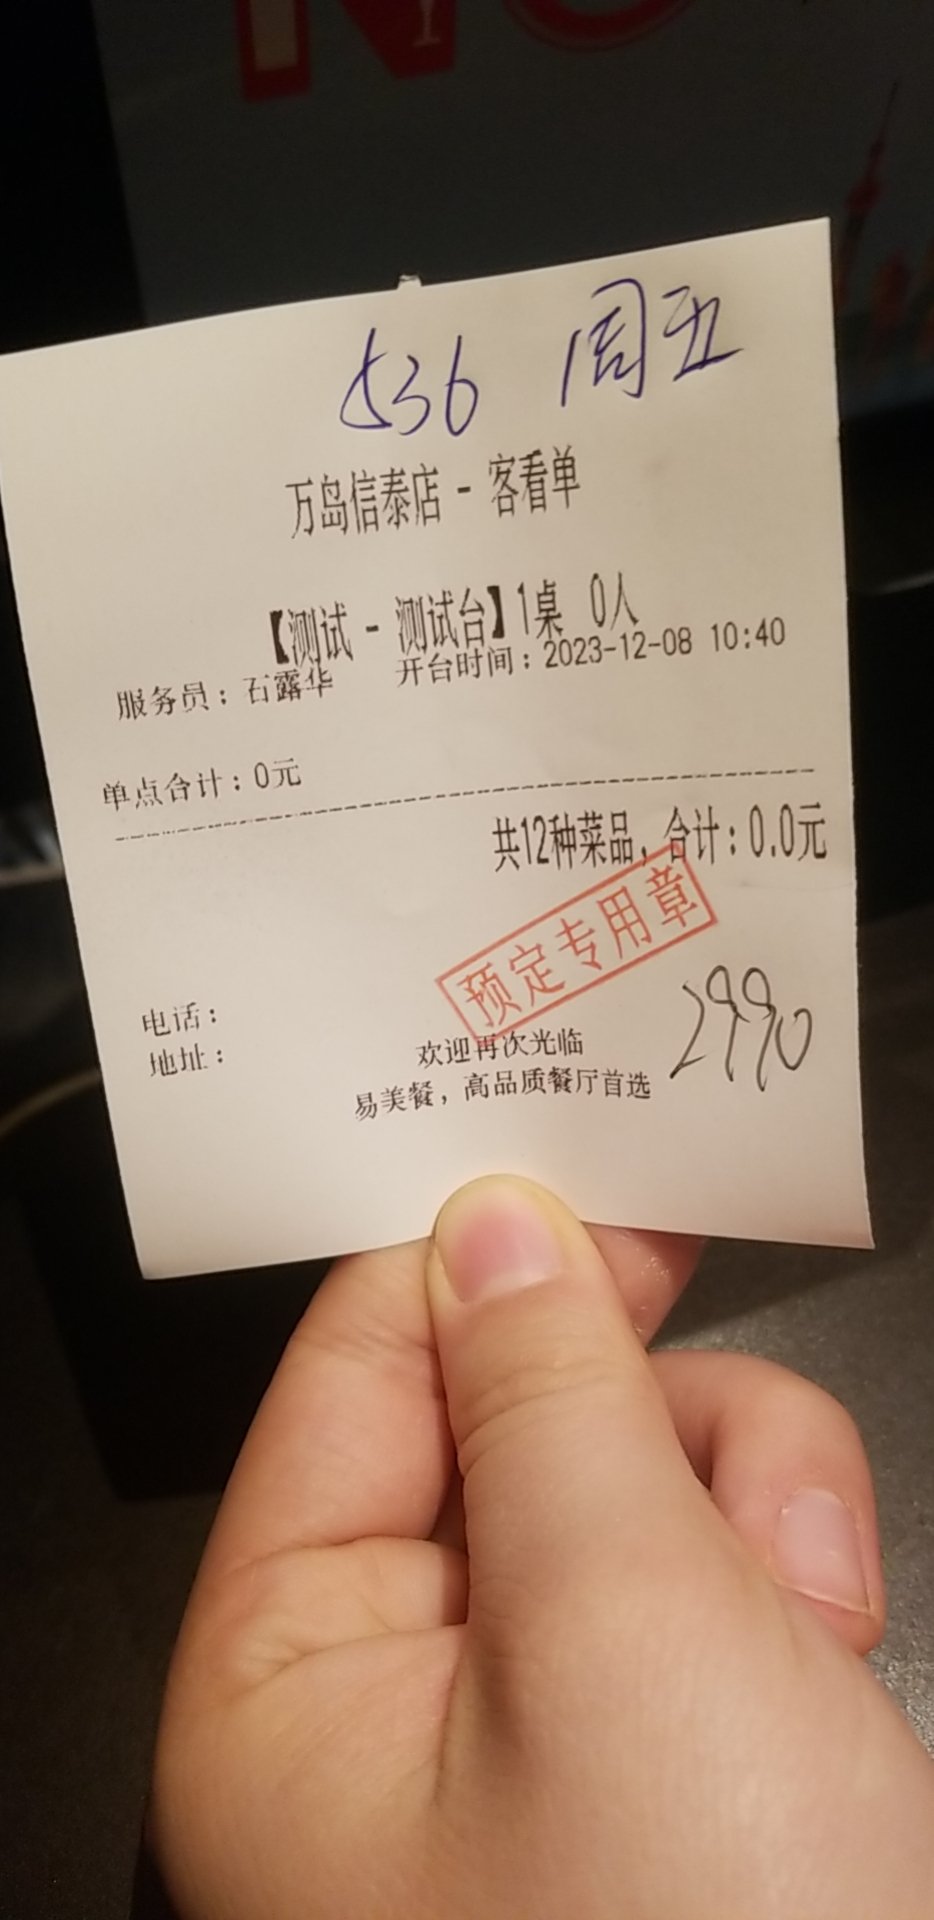 536 周五
万岛信泰店 - 客看单
【测试 - 测试台】1桌 0人
服务员：石露华 开台时间：2023-12-08 10:40
单点合计：0元
共12种菜品，合计：0.0元
预定专用章
2990
电话：
地址：
欢迎再次光临
易美餐，高品质餐厅首选